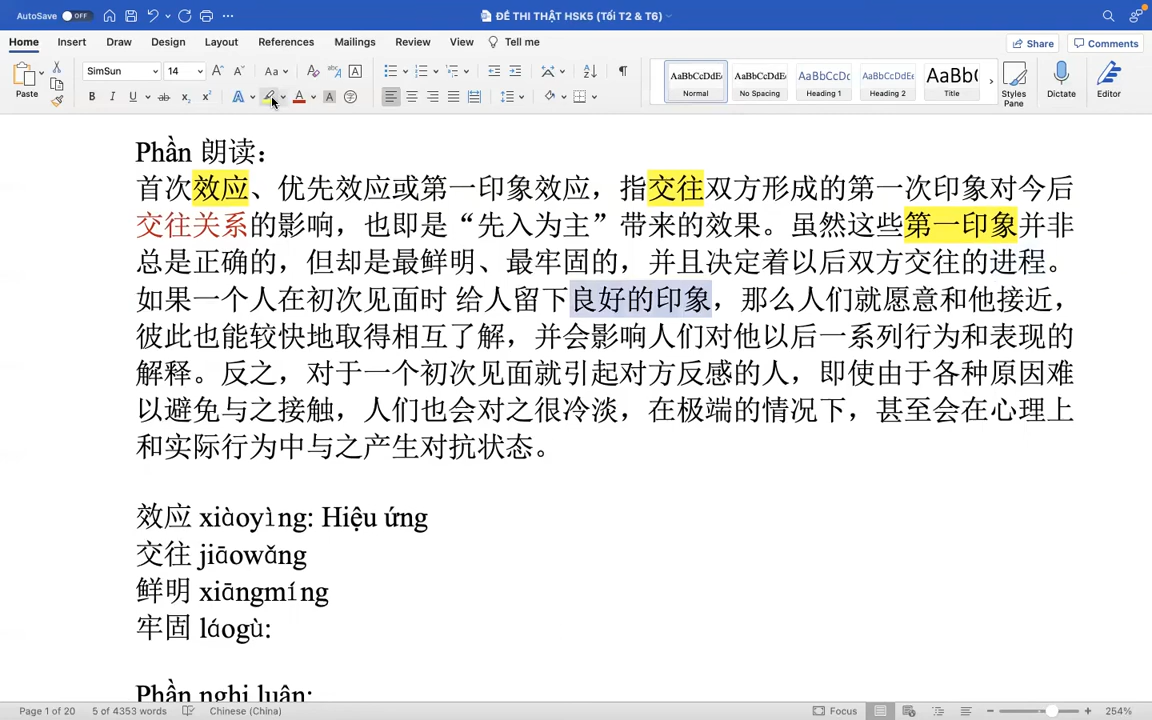 AutoSave OFF
ĐỀ THI THẬT HSK5 (Tối T2 & T6)
Home Insert Draw Design Layout References Mailings Review View Tell me
Share Comments
Paste SimSun 14 Aa A
B I U ab x₂ x² A A A
AaBbCcDdEe AaBbCcDdEe AaBbCcDc AaBbCcDdEe AaBb(
Normal No Spacing Heading 1 Heading 2 Title
Styles Pane Dictate Editor
Phần 朗读：
首次效应、优先效应或第一印象效应，指交往双方形成的第一次印象对今后
交往关系的影响，也即是“先入为主”带来的效果。虽然这些第一印象并非
总是正确的，但却是最鲜明、最牢固的，并且决定着以后双方交往的进程。
如果一个人在初次见面时 给人留下良好的印象，那么人们就愿意和他接近，
彼此也能较快地取得相互了解，并会影响人们对他以后一系列行为和表现的
解释。反之，对于一个初次见面就引起对方反感的人，即使由于各种原因难
以避免与之接触，人们也会对之很冷淡，在极端的情况下，甚至会在心理上
和实际行为中与之产生对抗状态。
效应 xiàoyìng: Hiệu ứng
交往 jiāowǎng
鲜明 xiāngmíng
牢固 láogù:
Phần nghị luận:
Page 1 of 20 5 of 4353 words Chinese (China) Focus 254%